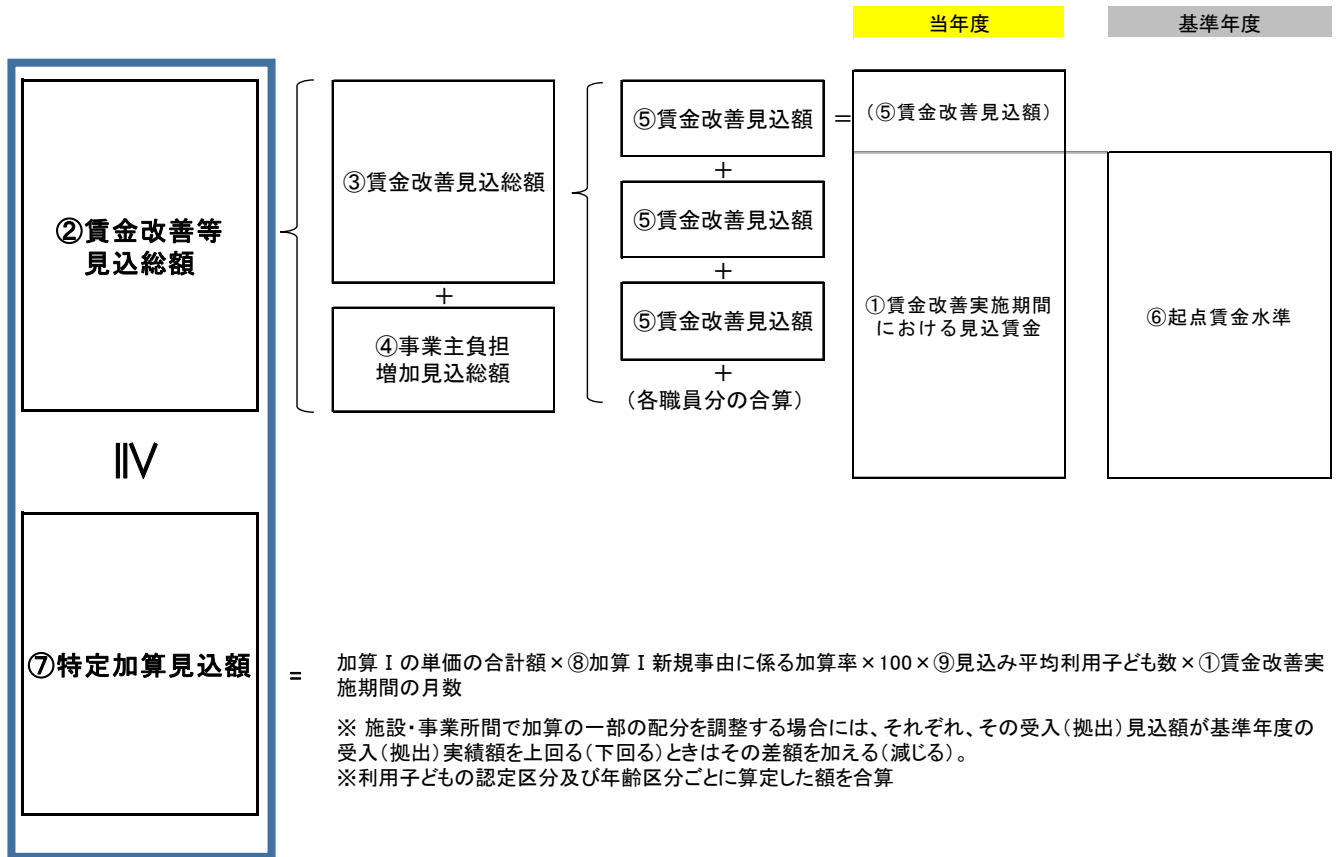 当年度
基準年度
②賃金改善等
見込総額
③賃金改善見込総額
+
④事業主負担
増加見込総額
⑤賃金改善見込額
+
⑤賃金改善見込額
+
⑤賃金改善見込額
+
(各職員分の合算)
=
(⑤賃金改善見込額)
①賃金改善実施期間
における見込賃金
⑥起点賃金水準
≧
⑦特定加算見込額
=
加算Ⅰの単価の合計額×⑧加算Ⅰ新規事由に係る加算率×100×⑨見込み平均利用子ども数×①賃金改善実
施期間の月数
※ 施設・事業所間で加算の一部の配分を調整する場合には、それぞれ、その受入(拠出)見込額が基準年度の
受入(拠出)実績額を上回る(下回る)ときはその差額を加える(減じる)。
※利用子どもの認定区分及び年齢区分ごとに算定した額を合算